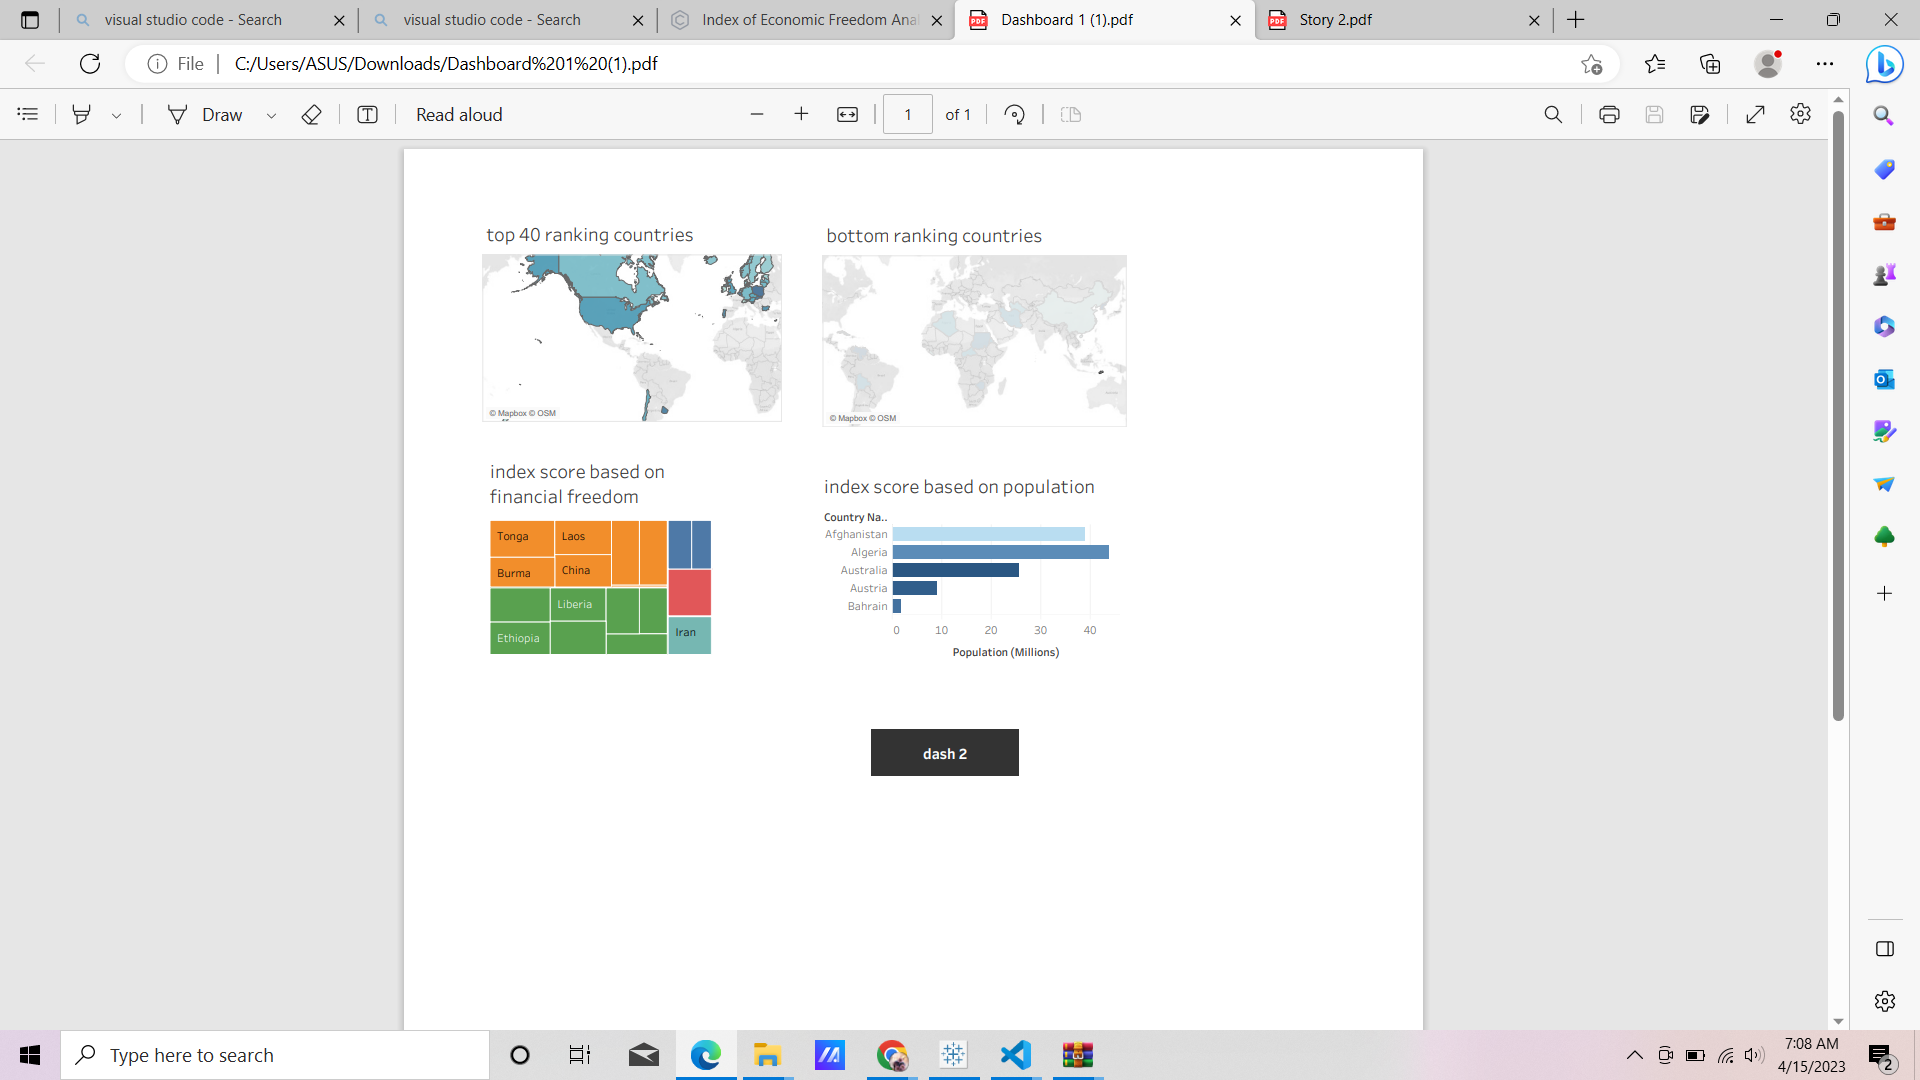 visual studio code - Search
visual studio code - Search
Index of Economic Freedom Anal
Dashboard 1 (1).pdf
Story 2.pdf
File
C:/Users/ASUS/Downloads/Dashboard%201%20(1).pdf
Draw
Read aloud
1
of 1
top 40 ranking countries
© Mapbox © OSM
bottom ranking countries
© Mapbox © OSM
index score based on
financial freedom
Tonga
Laos
Burma
China
Liberia
Ethiopia
Iran
index score based on population
Country Na..
Afghanistan
Algeria
Australia
Austria
Bahrain
0 10 20 30 40
Population (Millions)
dash 2
Type here to search
7:08 AM
4/15/2023
2